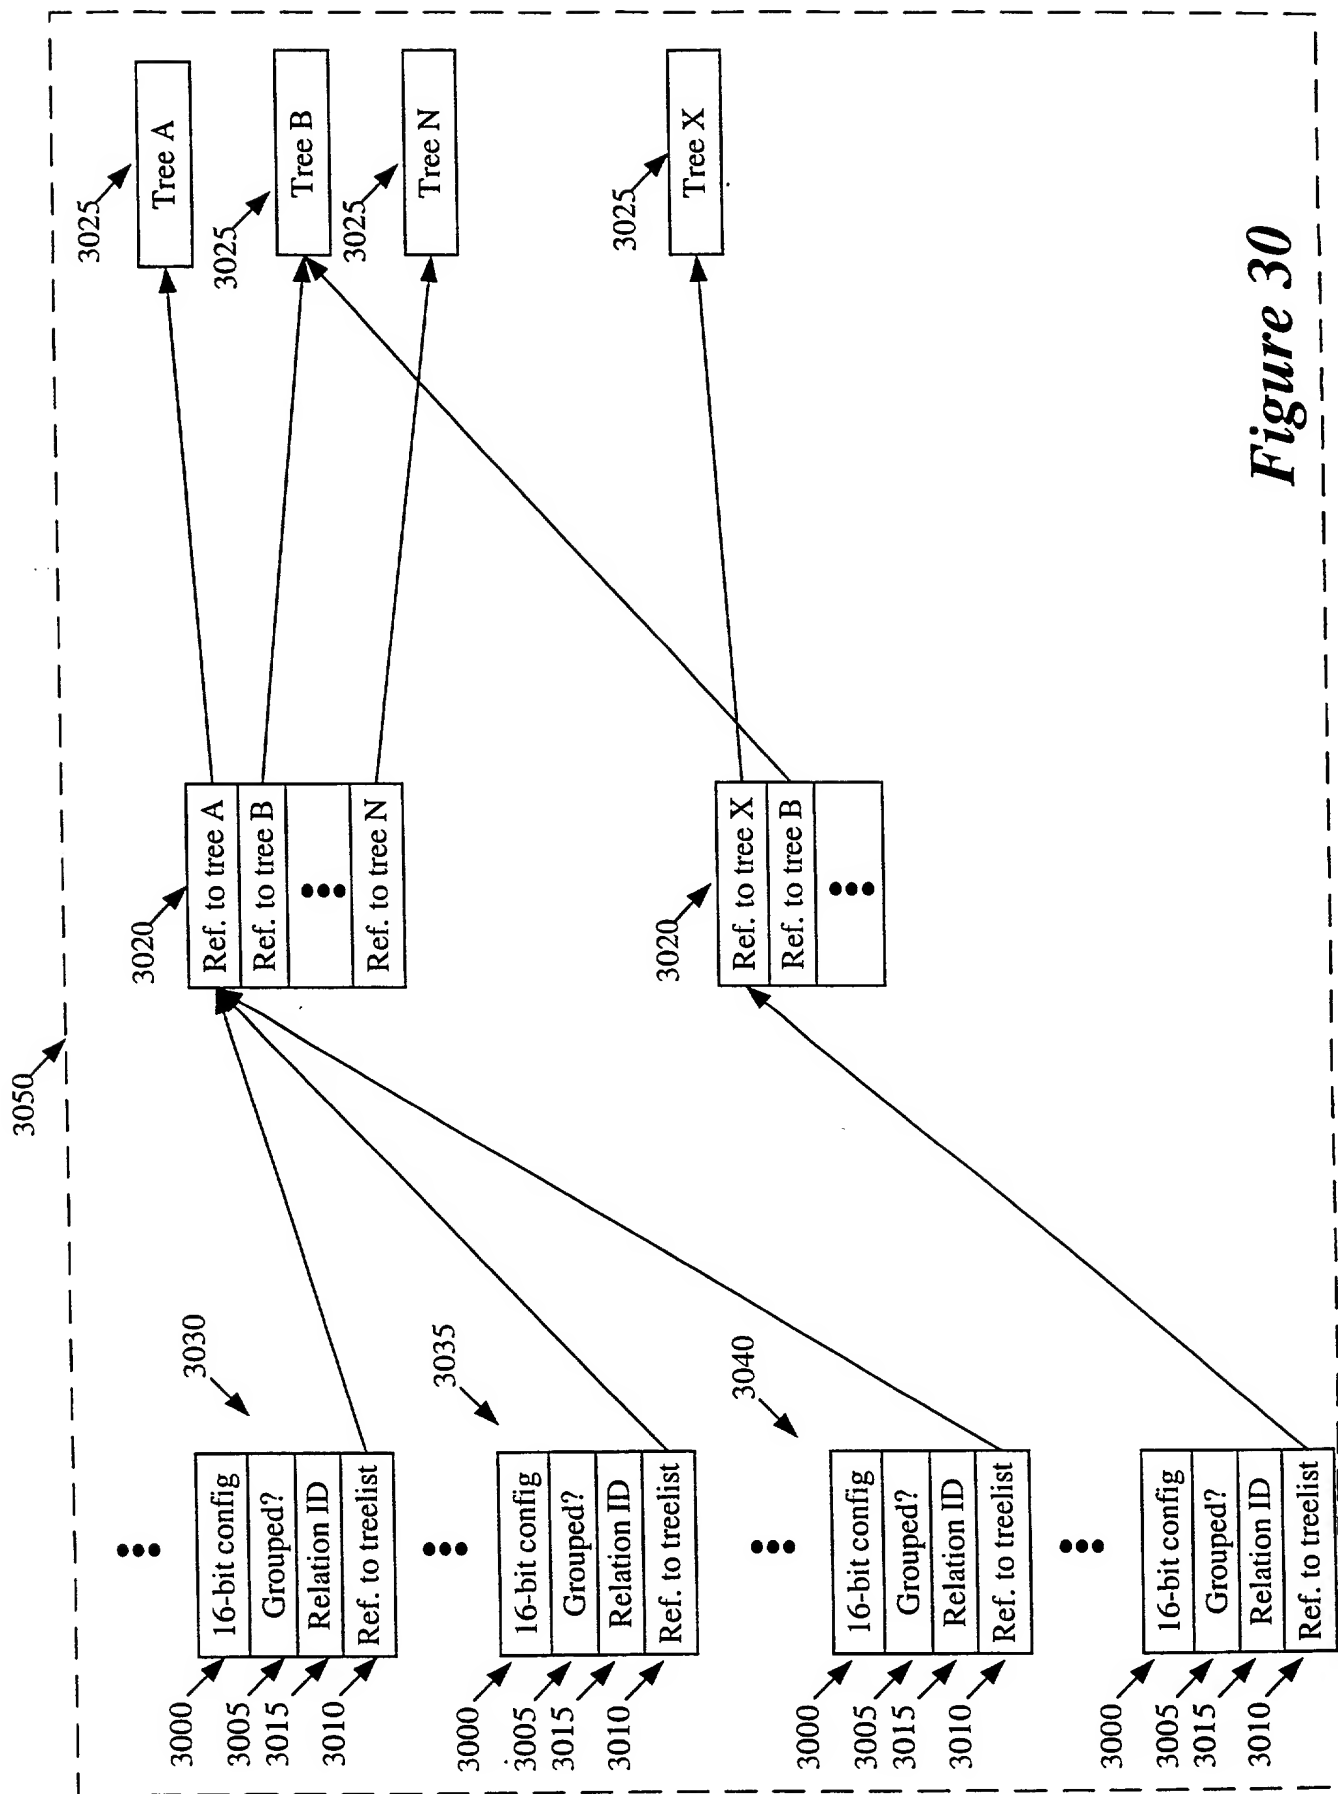 3050
3000
3005
3015
3010
16-bit config
Grouped?
Relation ID
Ref. to treelist
3030
3000
3005
3015
3010
16-bit config
Grouped?
Relation ID
Ref. to treelist
3035
3000
3005
3015
3010
16-bit config
Grouped?
Relation ID
Ref. to treelist
3040
3000
3005
3015
3010
16-bit config
Grouped?
Relation ID
Ref. to treelist
3020
Ref. to tree A
Ref. to tree B
Ref. to tree N
3020
Ref. to tree X
Ref. to tree B
3025
Tree A
3025
Tree B
3025
Tree N
3025
Tree X
Figure 30